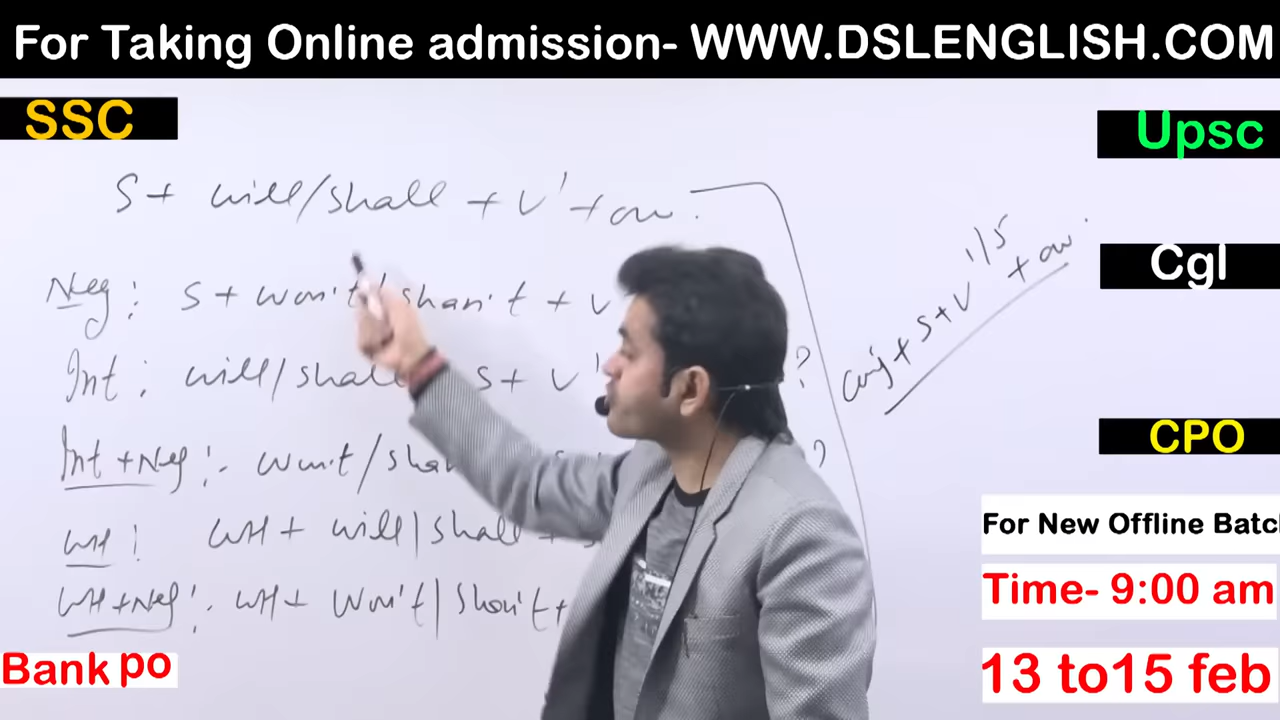 For Taking Online admission- WWW.DSLENGLISH.COM
SSC
Upsc
S + will/shall + V¹ + ow.
Cgl
conj + S + V 1/5 + ow.
Neg: S + won't / shan't + V
Int: will/shall S + V¹ ?
CPO
Int + Neg: won't / sha ?
WH: WH + will/shall +
For New Offline Batc
Time- 9:00 am
WH + Neg: WH + won't / shan't +
Bank po
13 to15 feb